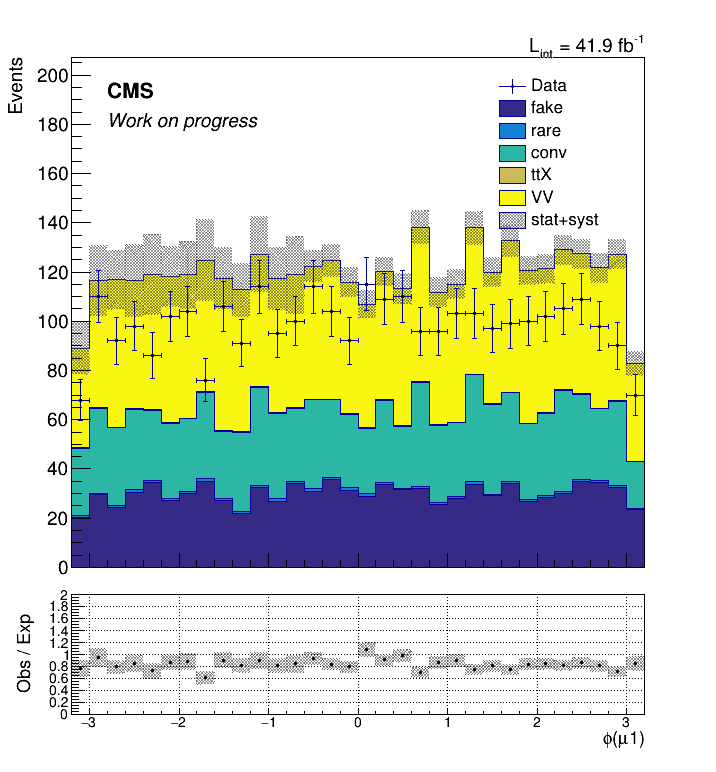 L_int = 41.9 fb^-1
Events
200
180
160
140
120
100
80
60
40
20
0
CMS
Work on progress
Data
fake
rare
conv
ttX
VV
stat+syst
Obs / Exp
2
1.8
1.6
1.4
1.2
1
0.8
0.6
0.4
0.2
0
−3 −2 −1 0 1 2 3
ϕ(μ1)